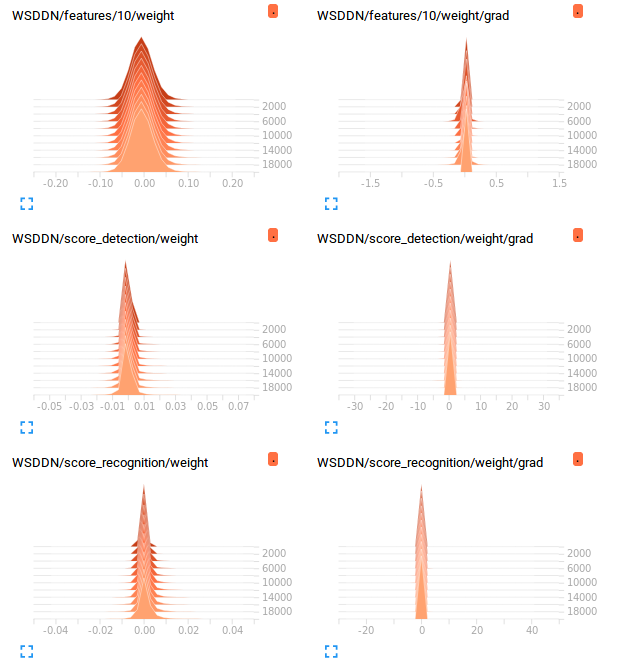 WSDDN/features/10/weight
2000
6000
10000
14000
18000
-0.20 -0.10 0.00 0.10 0.20
WSDDN/features/10/weight/grad
2000
6000
10000
14000
18000
-1.5 -0.5 0.5 1.5
WSDDN/score_detection/weight
2000
6000
10000
14000
18000
-0.05 -0.03 -0.01 0.01 0.03 0.05 0.07
WSDDN/score_detection/weight/grad
2000
6000
10000
14000
18000
-30 -20 -10 0 10 20 30
WSDDN/score_recognition/weight
2000
6000
10000
14000
18000
-0.04 -0.02 0.00 0.02 0.04
WSDDN/score_recognition/weight/grad
2000
6000
10000
14000
18000
-20 0 20 40